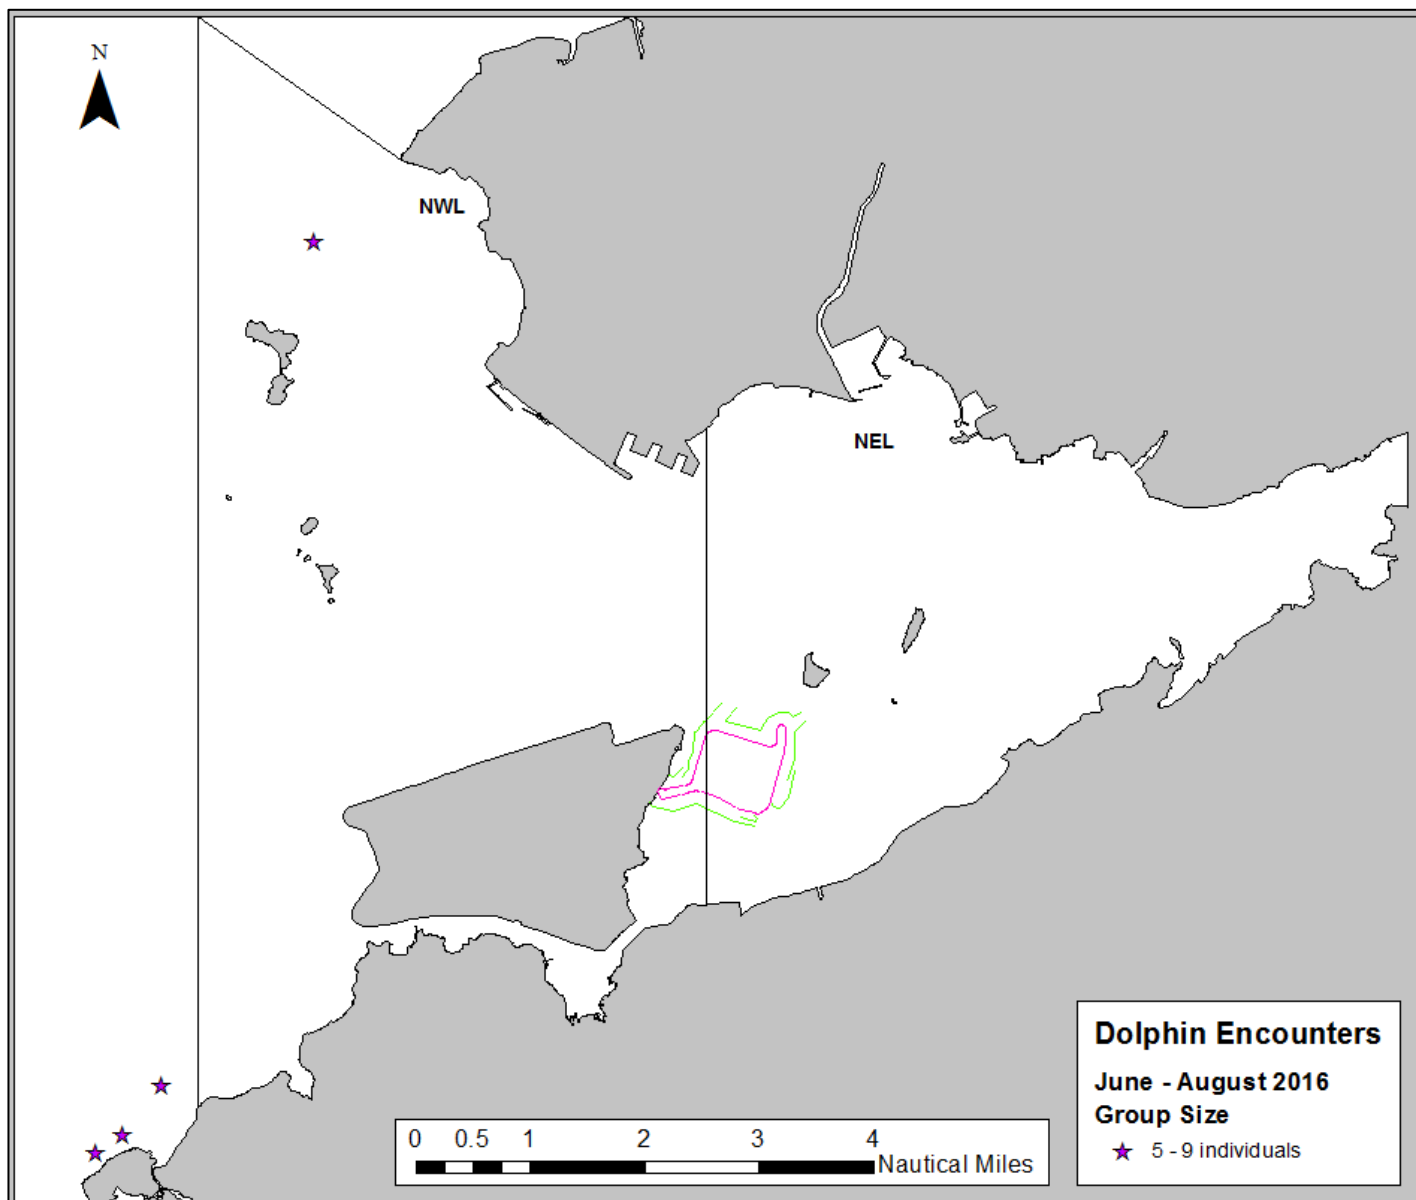 N
NWL
NEL
Dolphin Encounters
June - August 2016
Group Size
5 - 9 individuals
0 0.5 1 2 3 4
Nautical Miles